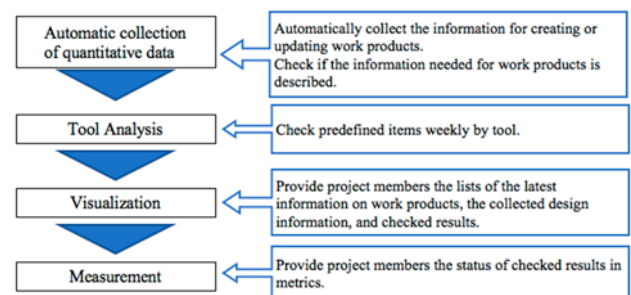 Automatic collection
of quantitative data
Automatically collect the information for creating or
updating work products.
Check if the information needed for work products is
described.
Tool Analysis
Check predefined items weekly by tool.
Visualization
Provide project members the lists of the latest
information on work products, the collected design
information, and checked results.
Measurement
Provide project members the status of checked results in
metrics.